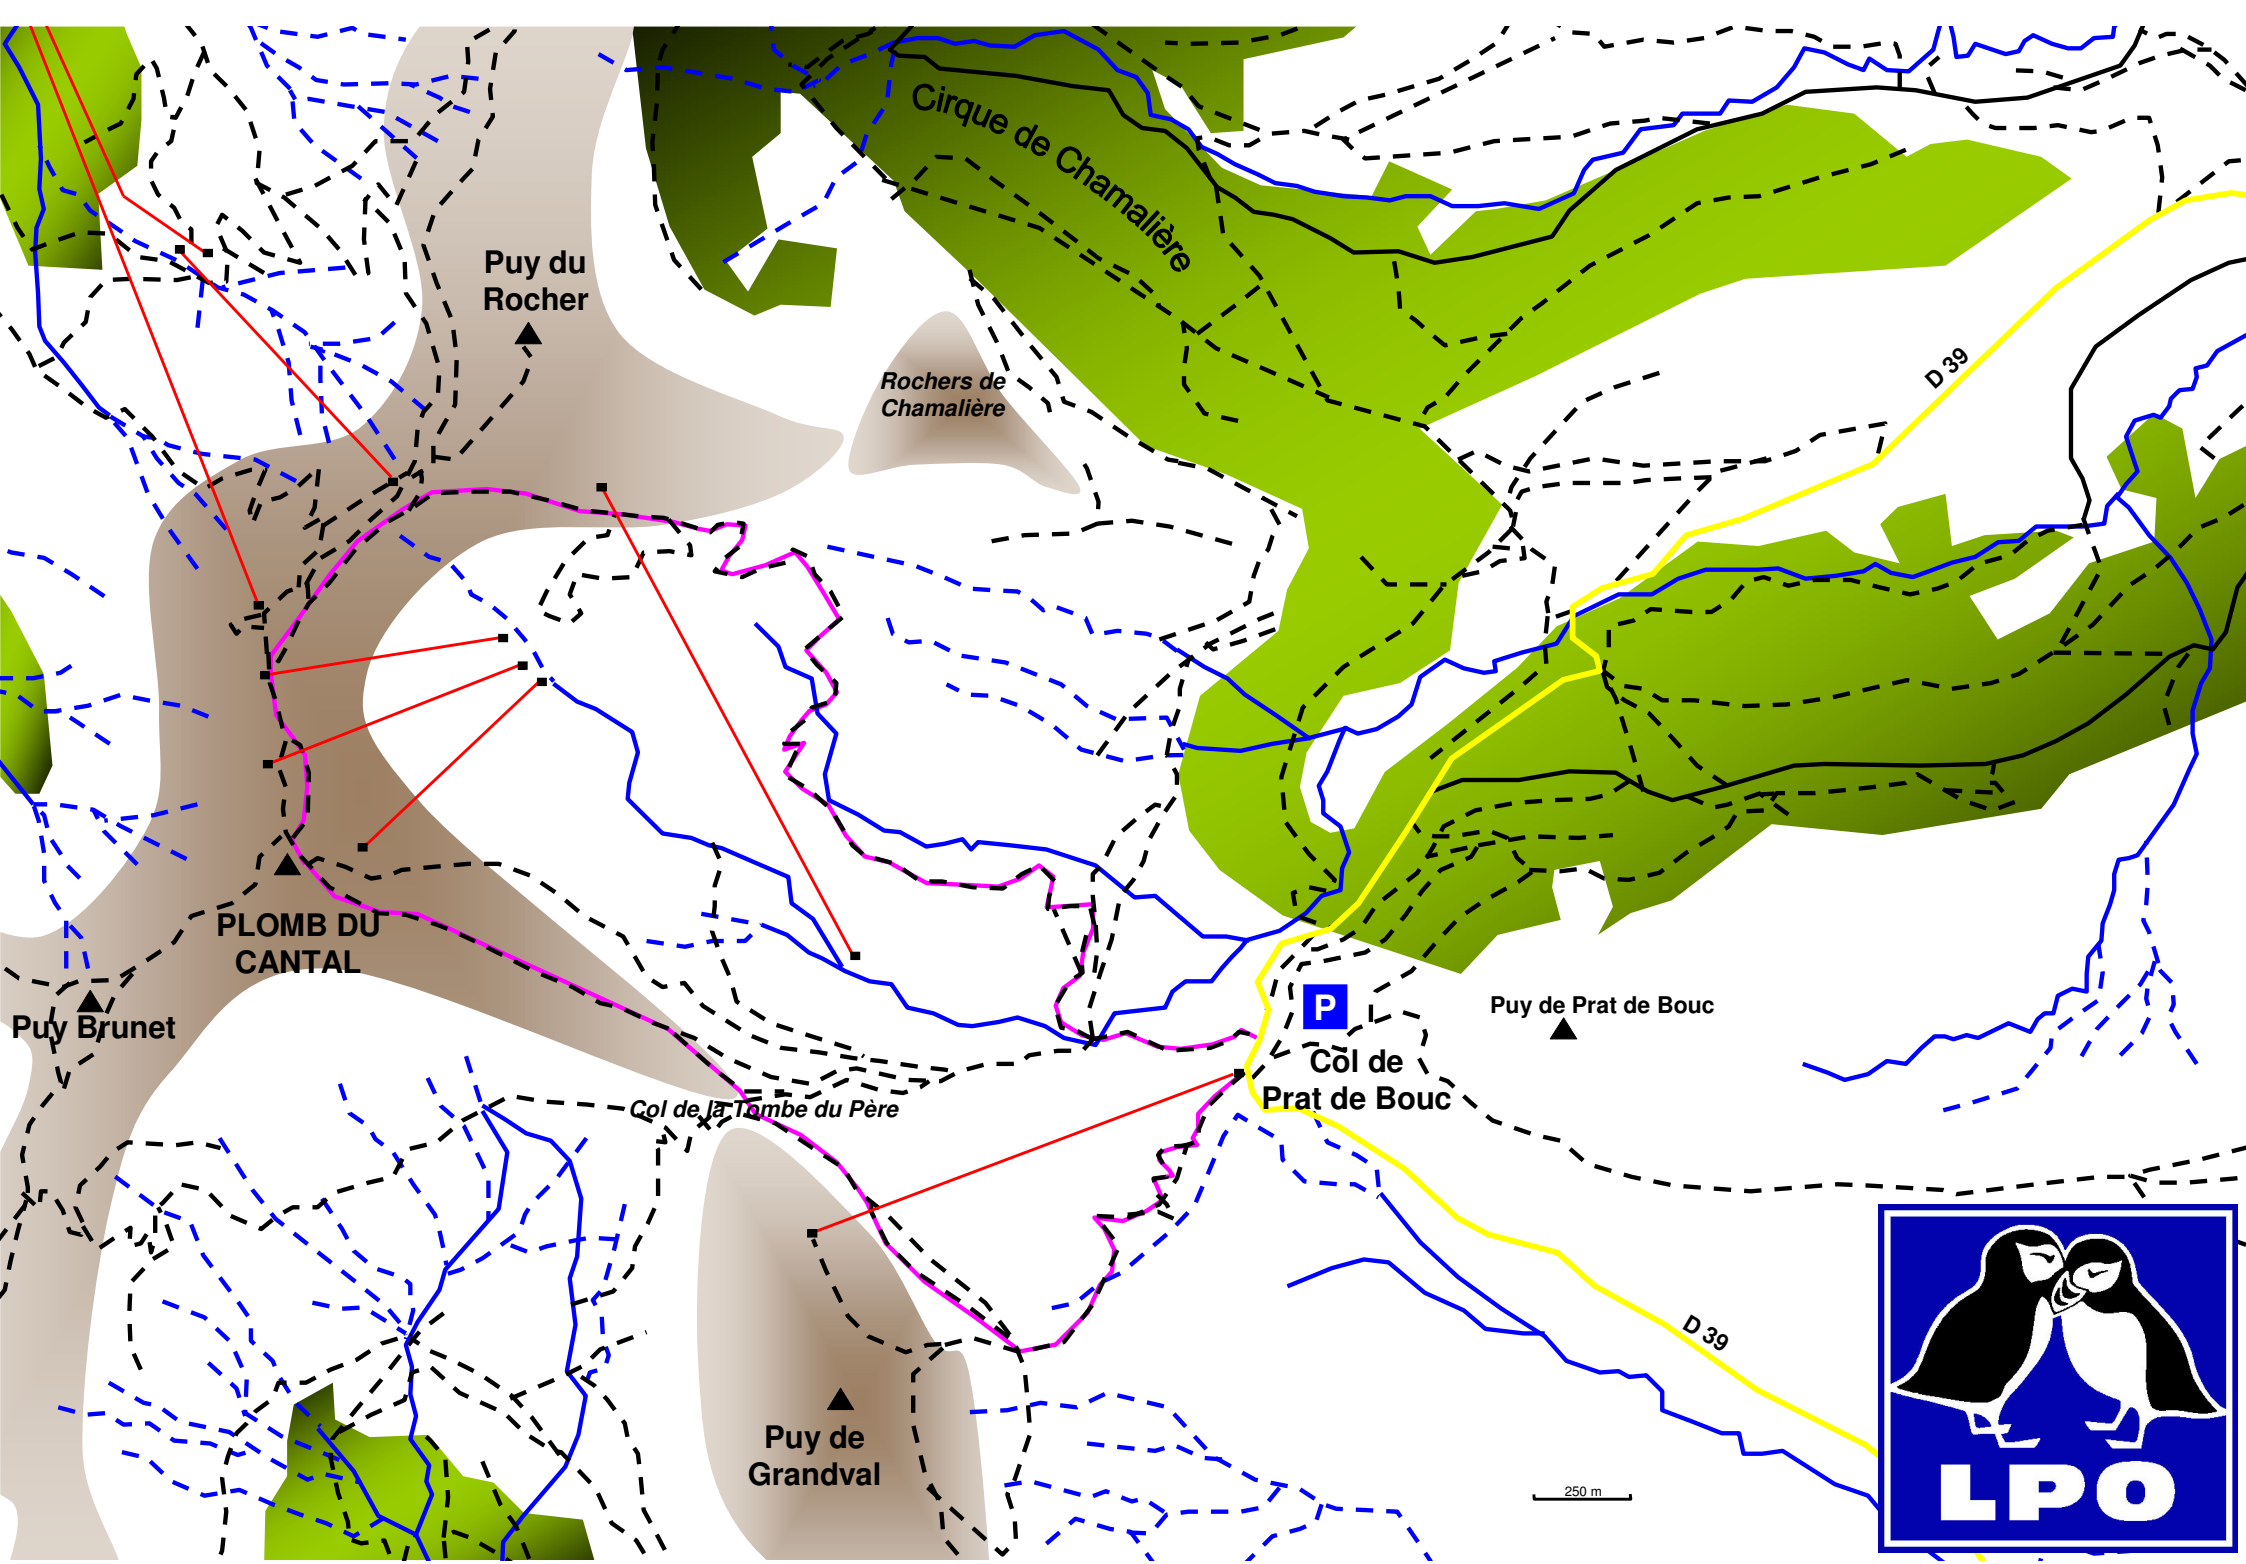 Cirque de Chamalière
Puy du
Rocher
Rochers de
Chamalière
D 39
PLOMB DU
CANTAL
Puy Brunet
P
Puy de Prat de Bouc
Col de
Prat de Bouc
Col de la Tombe du Père
D 39
Puy de
Grandval
250 m
LPO